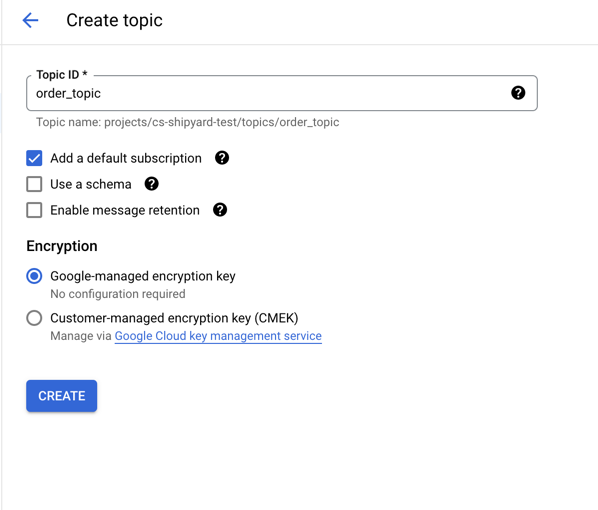 Create topic
Topic ID *
order_topic
Topic name: projects/cs-shipyard-test/topics/order_topic
Add a default subscription
Use a schema
Enable message retention
Encryption
Google-managed encryption key
No configuration required
Customer-managed encryption key (CMEK)
Manage via Google Cloud key management service
CREATE